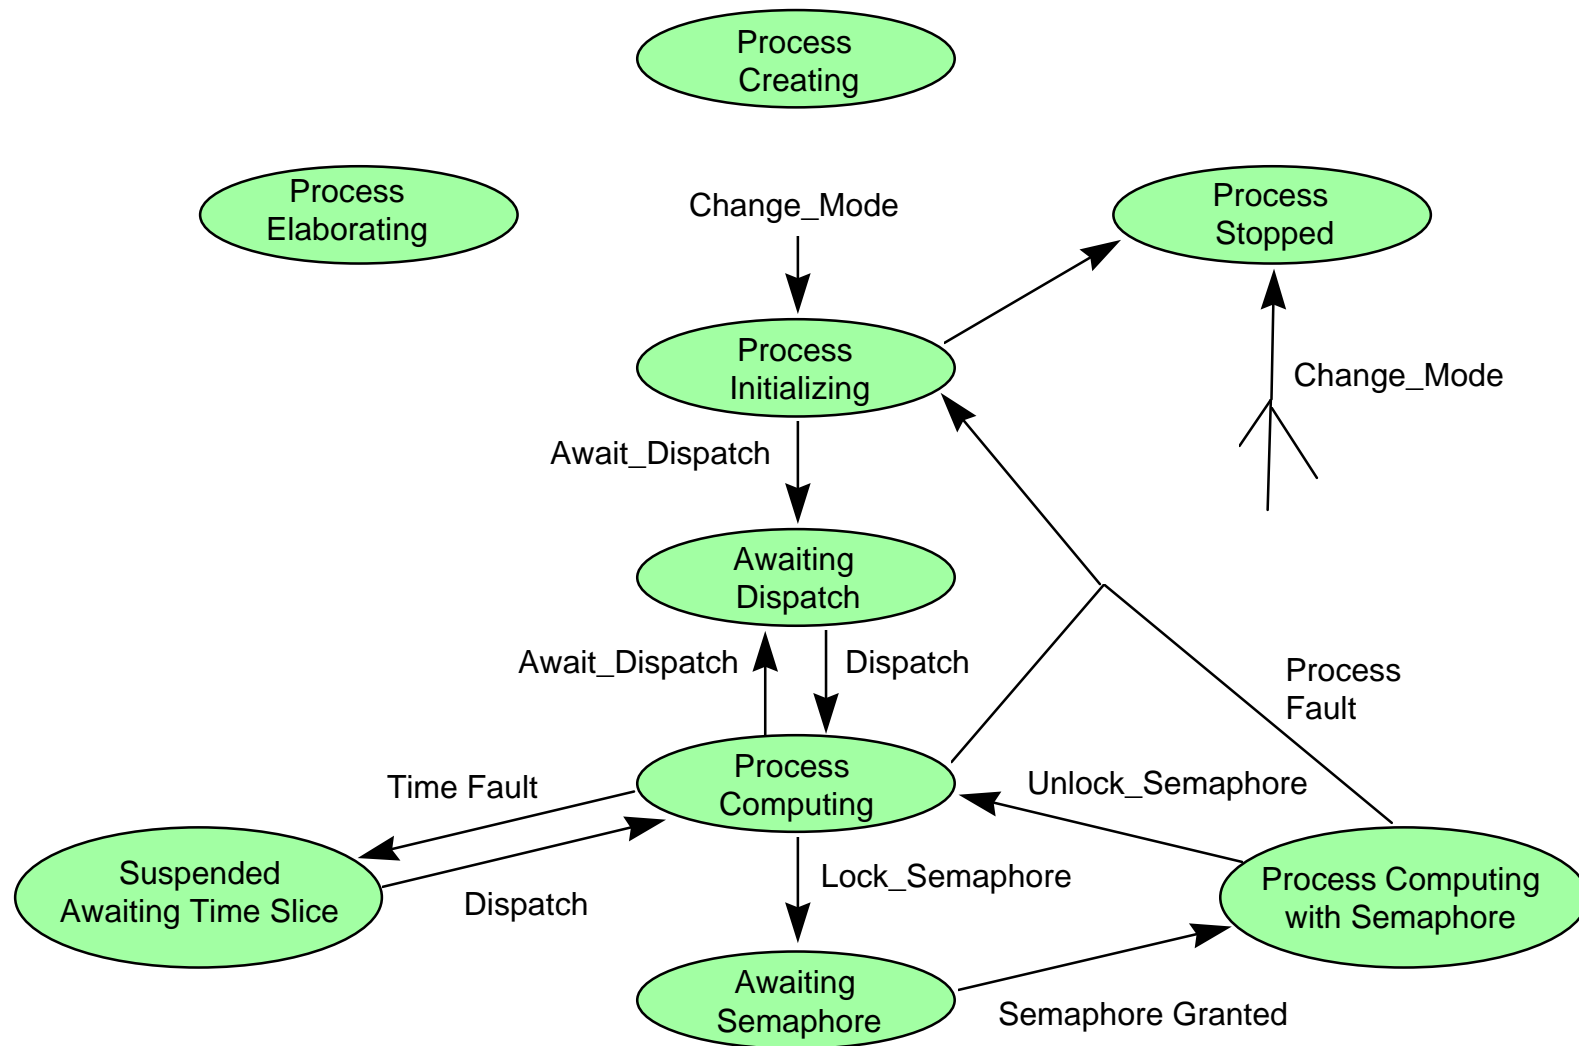 Process
Creating
Process
Elaborating
Change_Mode
Process
Stopped
Process
Initializing
Change_Mode
Await_Dispatch
Awaiting
Dispatch
Await_Dispatch
Dispatch
Process
Fault
Process
Computing
Time Fault
Unlock_Semaphore
Suspended
Awaiting Time Slice
Dispatch
Lock_Semaphore
Process Computing
with Semaphore
Awaiting
Semaphore
Semaphore Granted